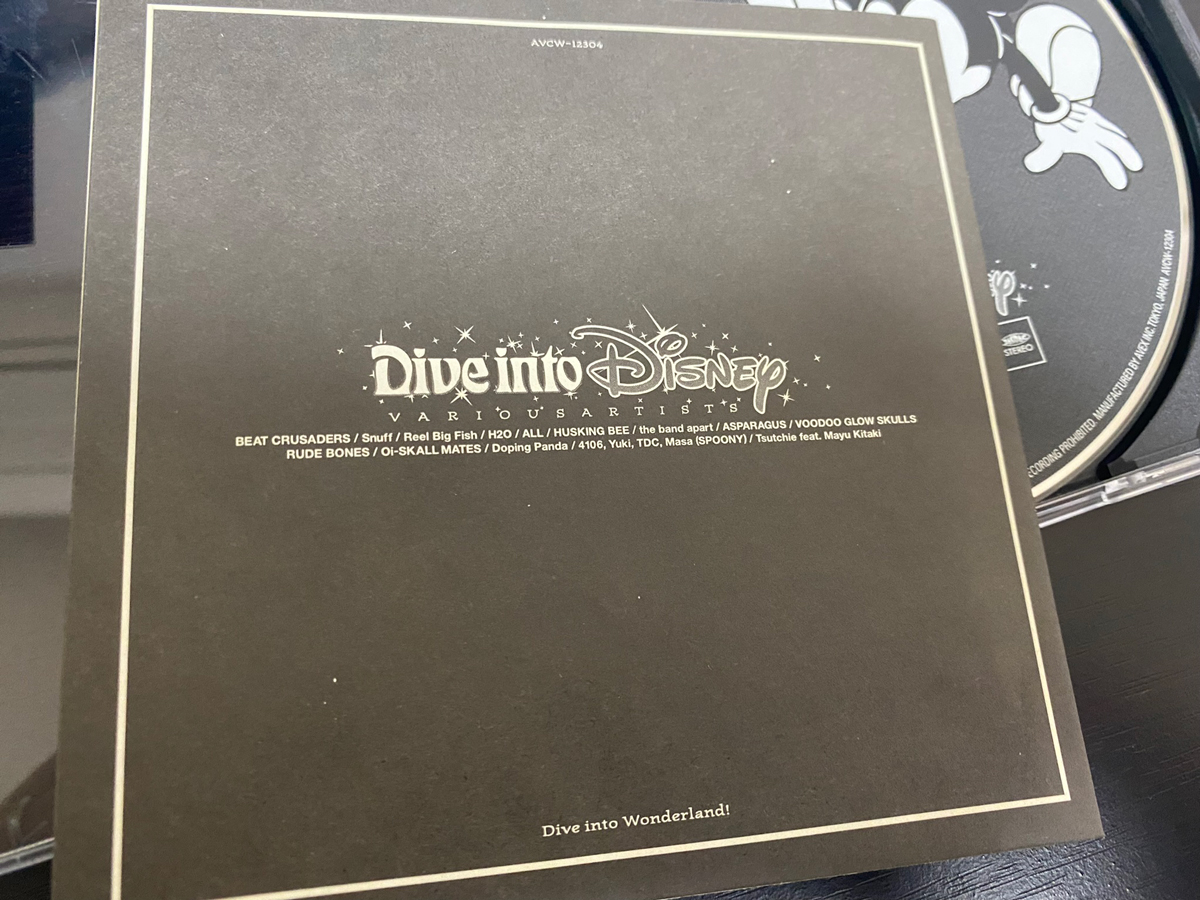 AVCW-12304
Dive into Disney
VARIOUS ARTISTS
BEAT CRUSADERS / Snuff / Reel Big Fish / H2O / ALL / HUSKING BEE / the band apart / ASPARAGUS / VOODOO GLOW SKULLS
RUDE BONES / Oi-SKALL MATES / Doping Panda / 4106, Yuki, TDC, Masa (SPOONY) / Tsutchie feat. Mayu Kitaki
Dive into Wonderland!
STEREO
PROHIBITED. MANUFACTURED BY AVEX INC. TOKYO, JAPAN AVCW-12304